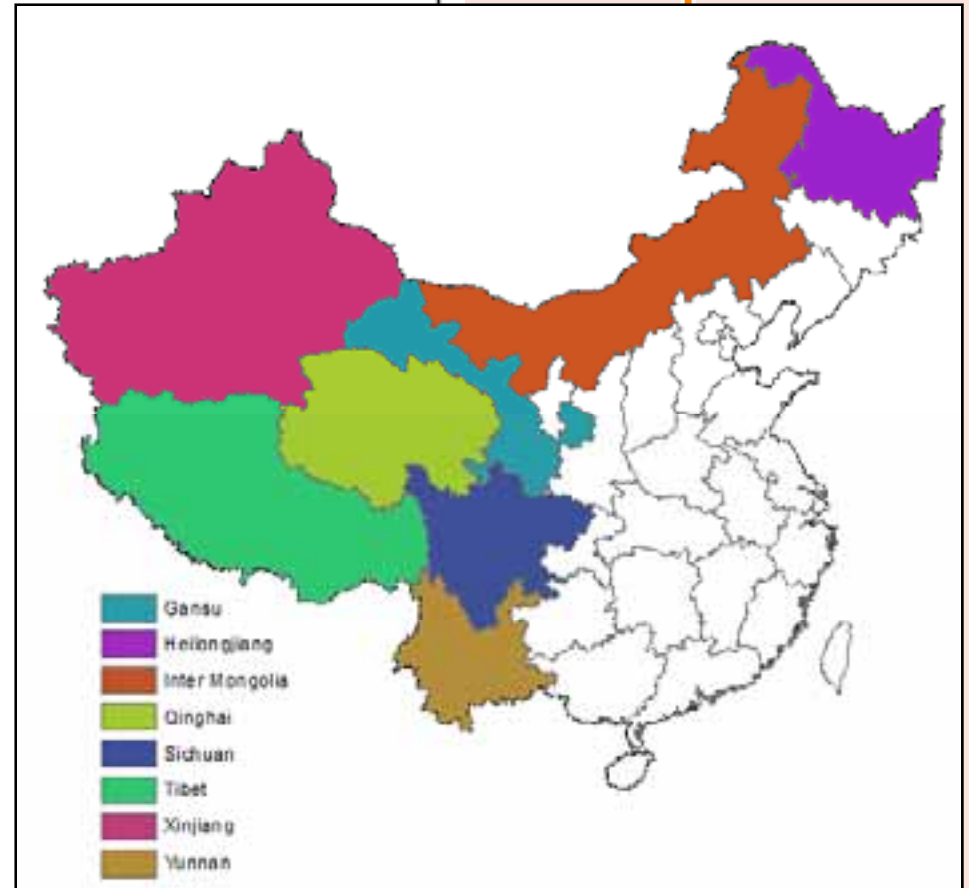 Gansu
Heilongjiang
Inter Mongolia
Qinghai
Sichuan
Tibet
Xinjiang
Yunnan